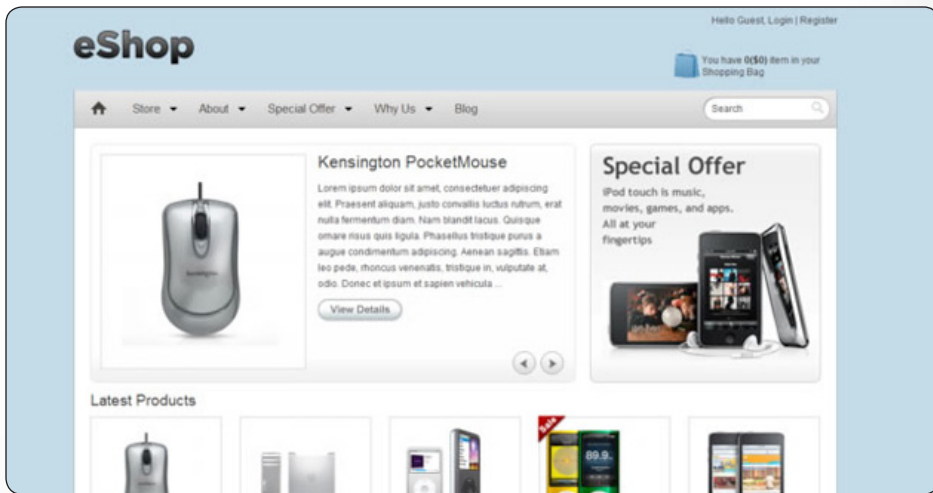 Hello Guest, Login | Register
eShop
You have 0($0) item in your
Shopping Bag
Store About Special Offer Why Us Blog
Search
Kensington PocketMouse
Lorem ipsum dolor sit amet, consectetuer adipiscing
elit. Praesent aliquam, justo convallis luctus rutrum, erat
nulla fermentum diam. Nam blandit lacus. Quisque
ornare risus quis ligula. Phasellus tristique purus a
augue condimentum adipiscing. Aenean sagittis. Etiam
leo pede, rhoncus venenatis, tristique in, vulputate at,
odio. Donec et ipsum et sapien vehicula ...
View Details
Kensington
Special Offer
iPod touch is music,
movies, games, and apps.
All at your
fingertips
Latest Products
Sale
89.9